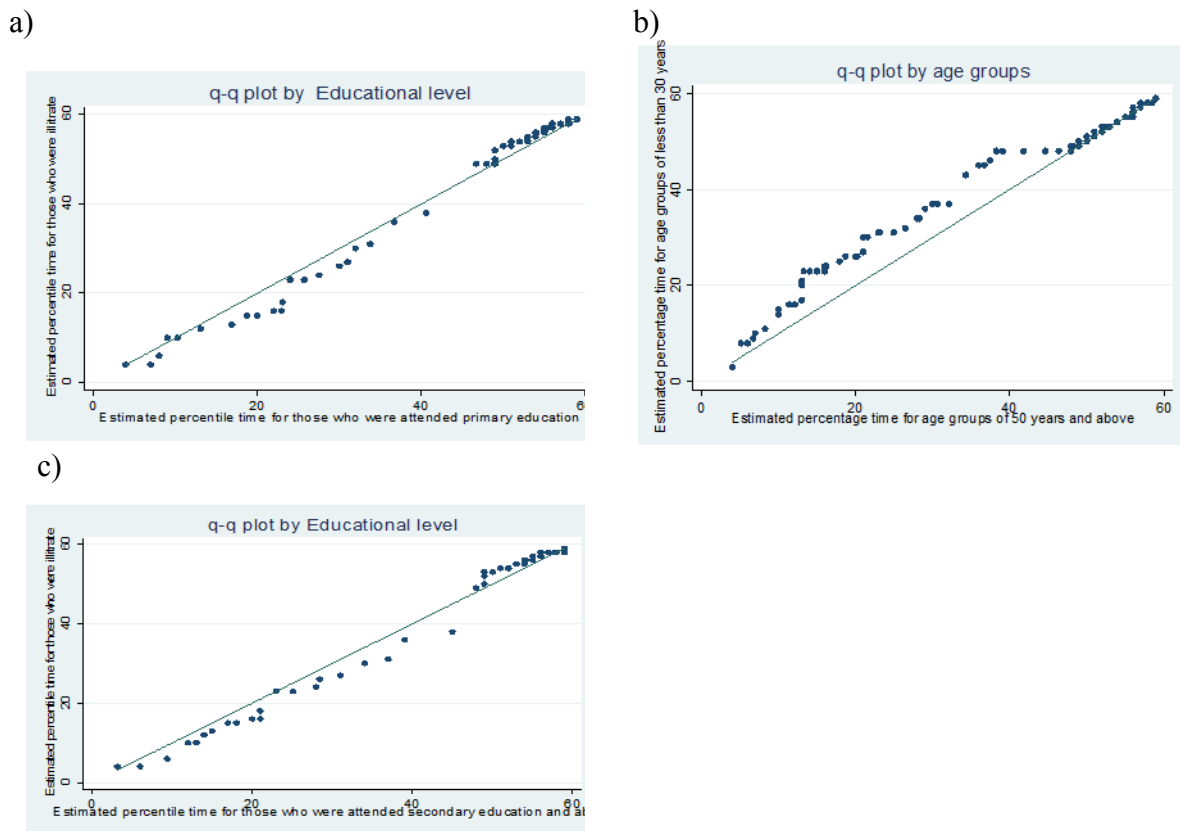 a)
q-q plot by Educational level
Estimated percentile time for those who were illitrate
60
40
20
0
0
20
40
60
Estimated percentile time for those who were attended primary education
b)
q-q plot by age groups
Estimated percentage time for age groups of less than 30 years
60
40
20
0
0
20
40
60
Estimated percentage time for age groups of 50 years and above
c)
q-q plot by Educational level
Estimated percentile time for those who were illitrate
60
40
20
0
0
20
40
60
Estimated percentile time for those who were attended secondary education and